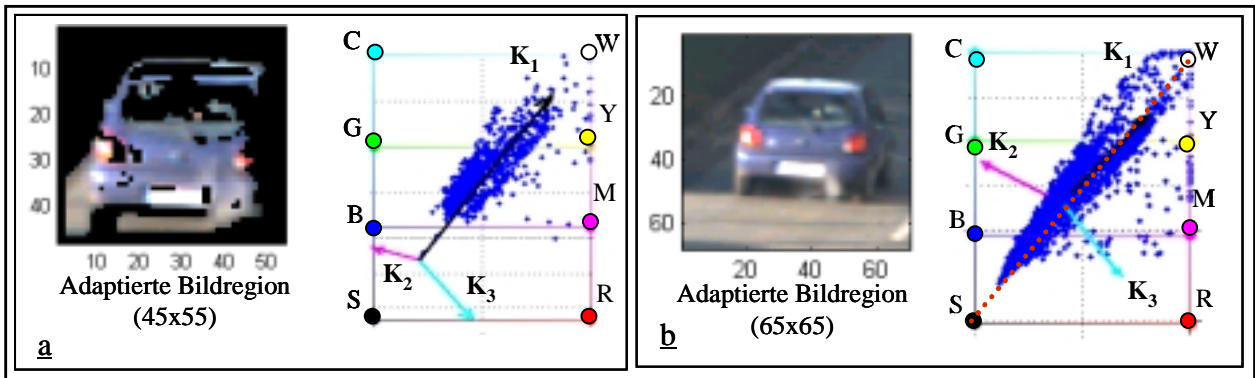 10
20
30
40
10 20 30 40 50
Adaptierte Bildregion
(45x55)
a
C
W
K1
Y
G
M
B
K2
K3
S
R
20
40
60
20 40 60
Adaptierte Bildregion
(65x65)
b
C
K1
W
Y
G
K2
M
B
K3
S
R